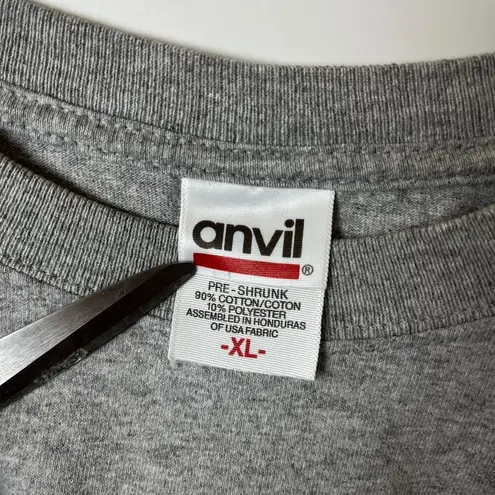 anvil
®
PRE-SHRUNK
90% COTTON/COTON
10% POLYESTER
ASSEMBLED IN HONDURAS
OF USA FABRIC
-XL-